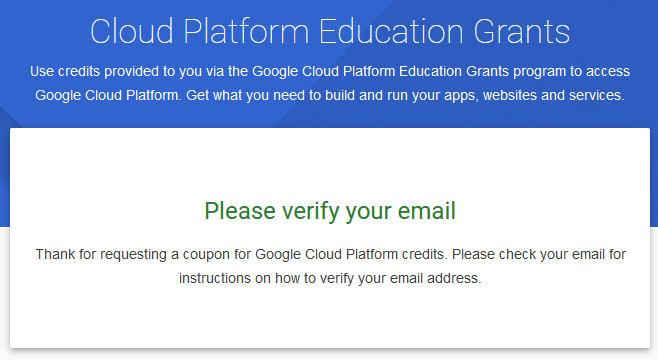 Cloud Platform Education Grants
Use credits provided to you via the Google Cloud Platform Education Grants program to access
Google Cloud Platform. Get what you need to build and run your apps, websites and services.
Please verify your email
Thank for requesting a coupon for Google Cloud Platform credits. Please check your email for
instructions on how to verify your email address.